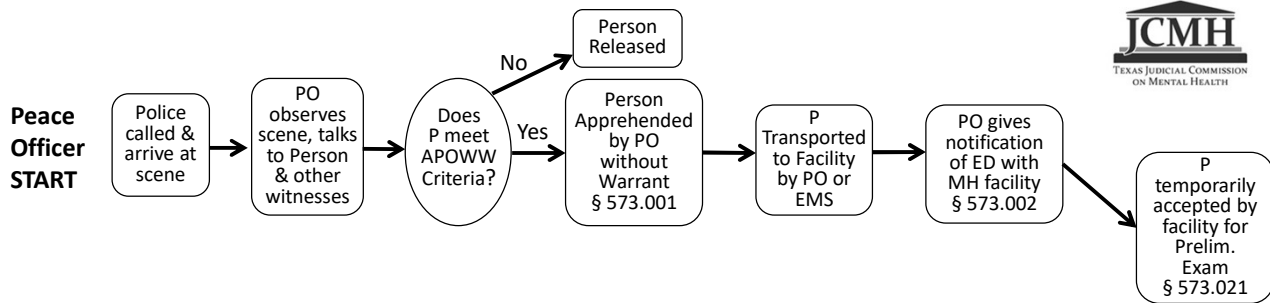 Peace
Officer
START
Police
called &
arrive at
scene
PO
observes
scene, talks
to Person
& other
witnesses
Does
P meet
APOWW
Criteria?
No
Person
Released
Yes
Person
Apprehended
by PO
without
Warrant
§ 573.001
P
Transported
to Facility
by PO or
EMS
PO gives
notification
of ED with
MH facility
§ 573.002
P
temporarily
accepted by
facility for
Prelim.
Exam
§ 573.021
JCMH
TEXAS JUDICIAL COMMISSION
ON MENTAL HEALTH